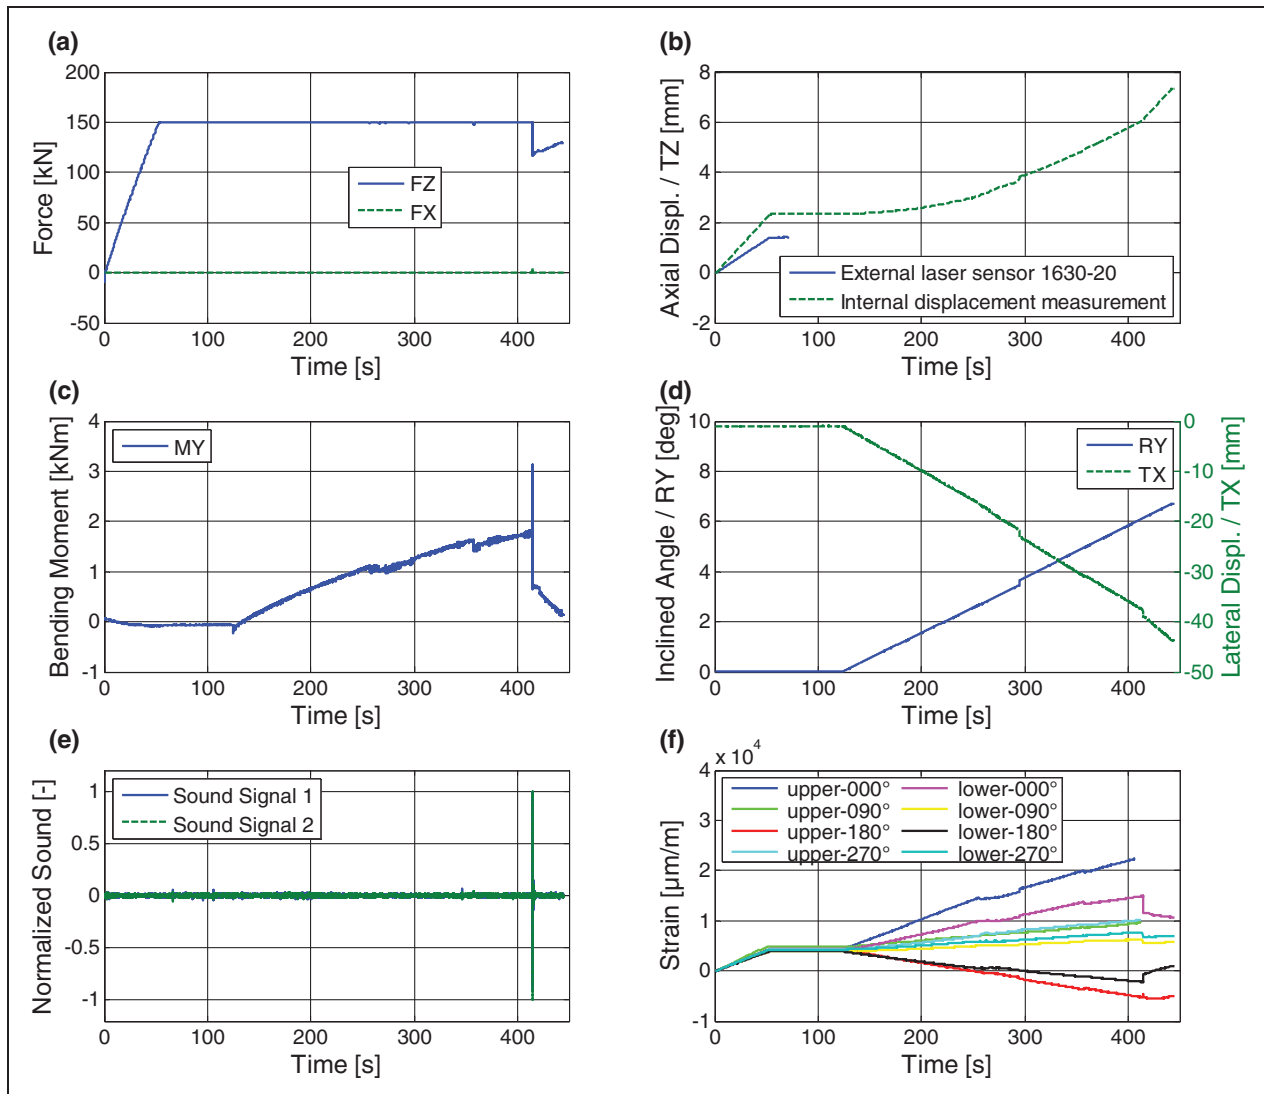 (a)
200
150
100
50
0
-50
Force [kN]
FZ
FX
0 100 200 300 400
Time [s]
(b)
8
6
4
2
0
-2
Axial Displ. / TZ [mm]
External laser sensor 1630-20
Internal displacement measurement
0 100 200 300 400
Time [s]
(c)
4
3
2
1
0
-1
Bending Moment [kNm]
MY
0 100 200 300 400
Time [s]
(d)
10
8
6
4
2
0
Inclined Angle / RY [deg]
RY
TX
0
-10
-20
-30
-40
-50
Lateral Displ. / TX [mm]
0 100 200 300 400
Time [s]
(e)
1
0.5
0
-0.5
-1
Normalized Sound [-]
Sound Signal 1
Sound Signal 2
0 100 200 300 400
Time [s]
(f)
x 10^4
4
3
2
1
0
-1
Strain [µm/m]
upper-000° lower-000°
upper-090° lower-090°
upper-180° lower-180°
upper-270° lower-270°
0 100 200 300 400
Time [s]